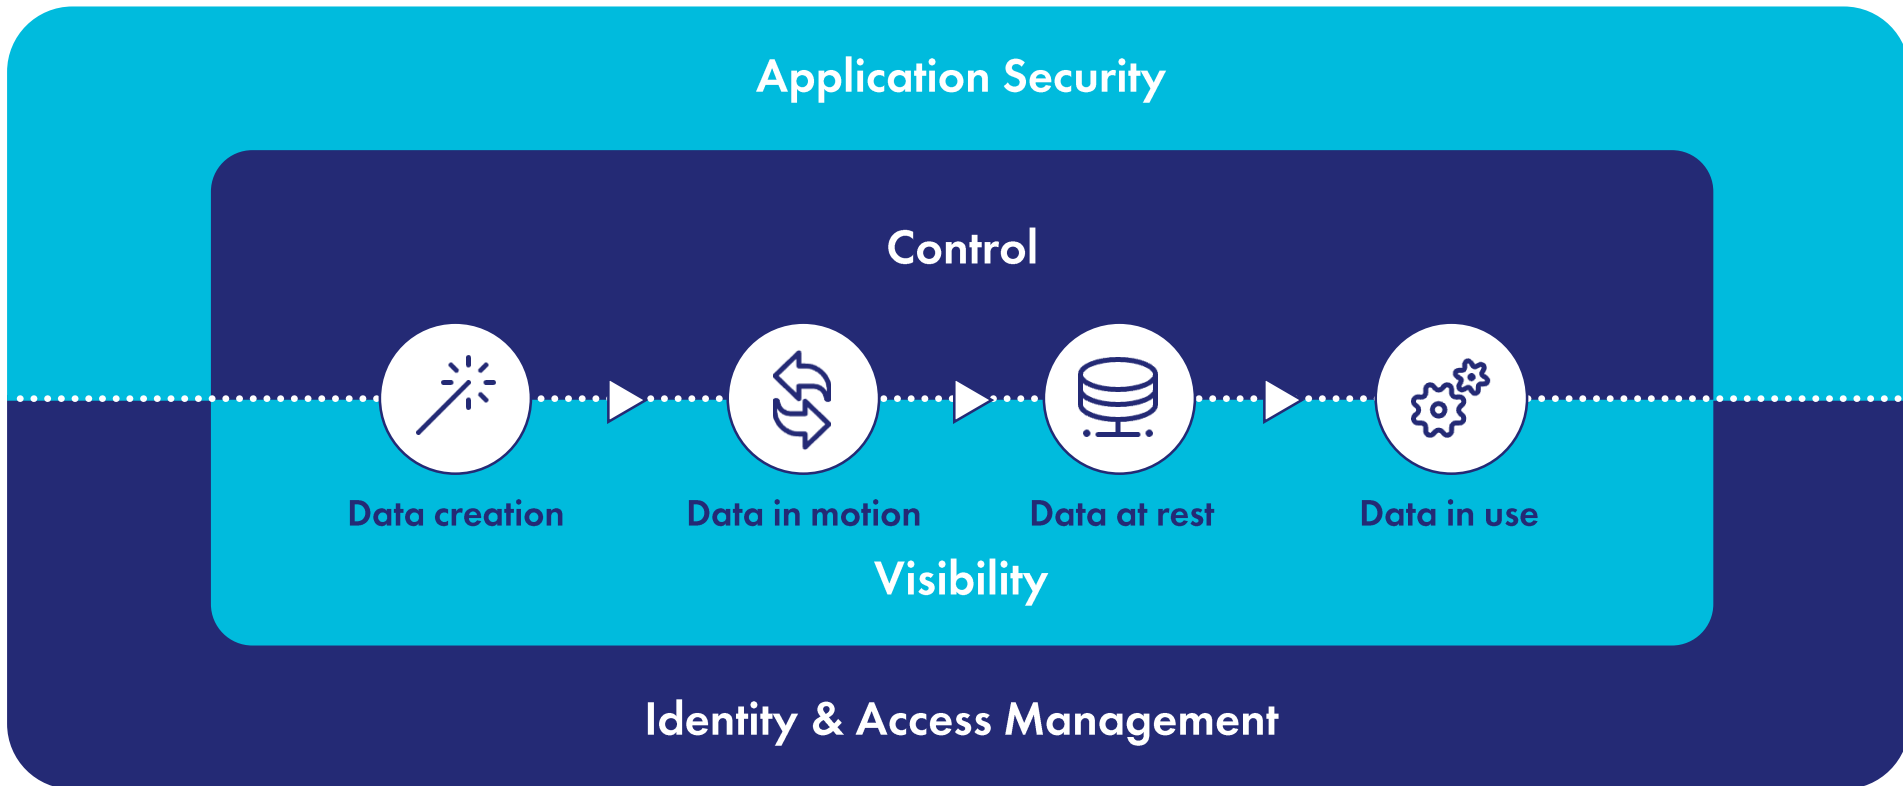 Application Security
Control
Data creation
Data in motion
Data at rest
Data in use
Visibility
Identity & Access Management